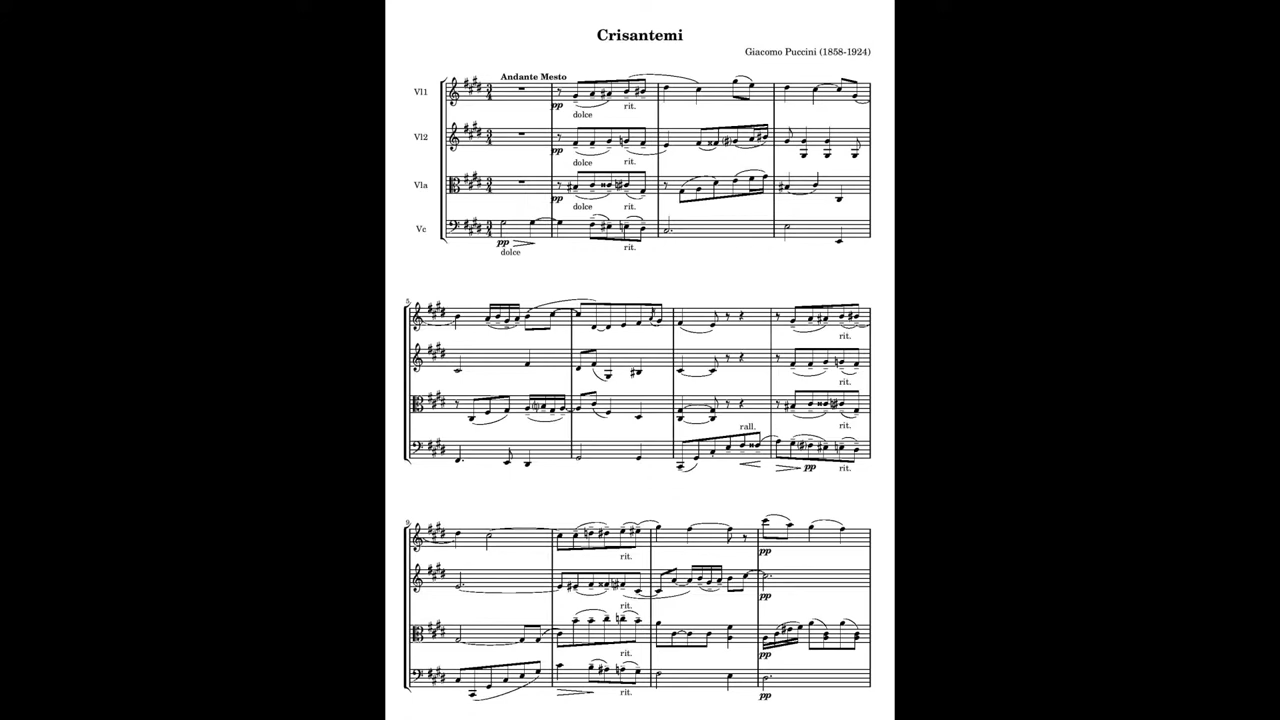 Crisantemi
Giacomo Puccini (1858-1924)
Andante Mesto
Vl1
pp
dolce
rit.
Vl2
pp
dolce
rit.
Vla
pp
dolce
rit.
Vc
pp
dolce
rit.
5
rit.
rit.
rit.
rall.
pp
rit.
9
rit.
pp
rit.
pp
rit.
pp
rit.
pp